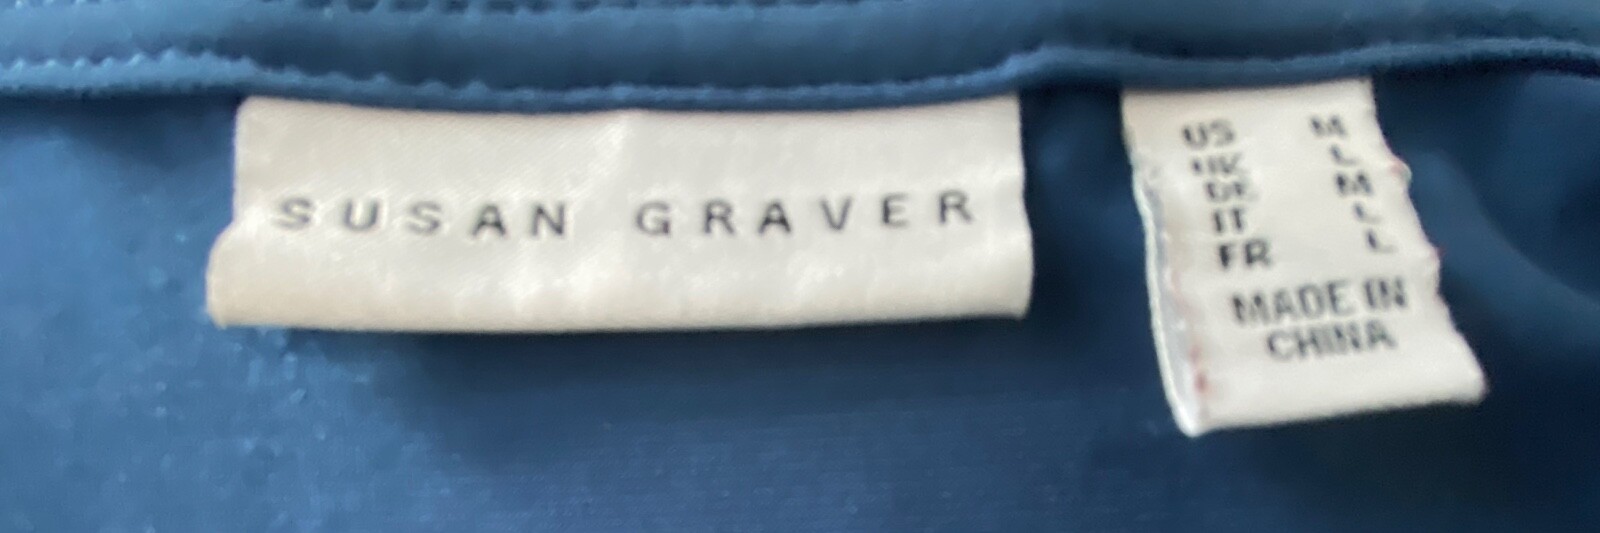 SUSAN GRAVER
US M
UK L
DE M
IT L
FR L
MADE IN
CHINA